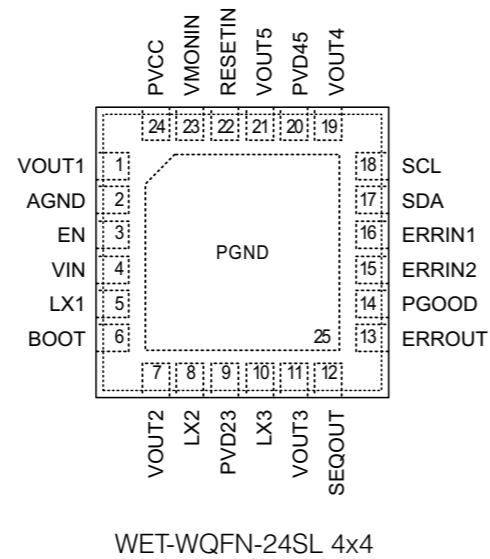 PVCC
VMONIN
RESETIN
VOUT5
PVD45
VOUT4
24 23 22 21 20 19
VOUT1 1
AGND 2
EN 3
VIN 4
LX1 5
BOOT 6
18 SCL
17 SDA
16 ERRIN1
15 ERRIN2
14 PGOOD
13 ERROUT
PGND
25
7 8 9 10 11 12
VOUT2
LX2
PVD23
LX3
VOUT3
SEQOUT
WET-WQFN-24SL 4x4